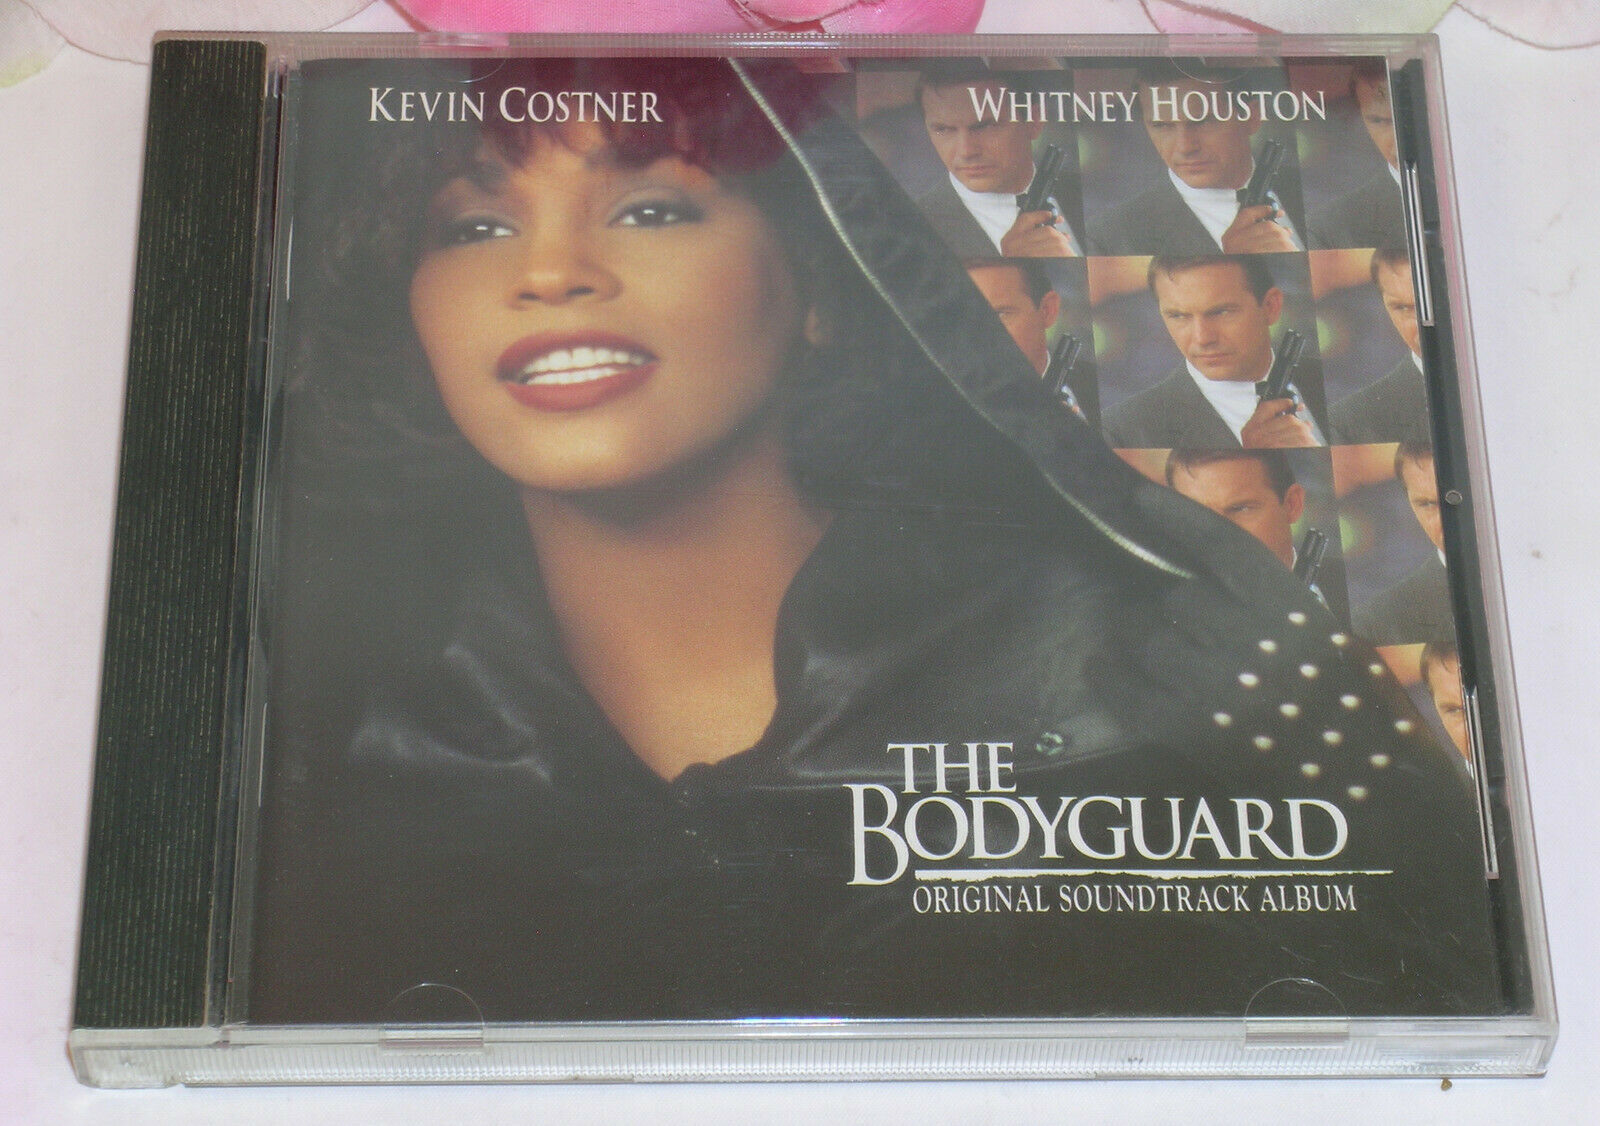 KEVIN COSTNER
WHITNEY HOUSTON
THE
BODYGUARD
ORIGINAL SOUNDTRACK ALBUM